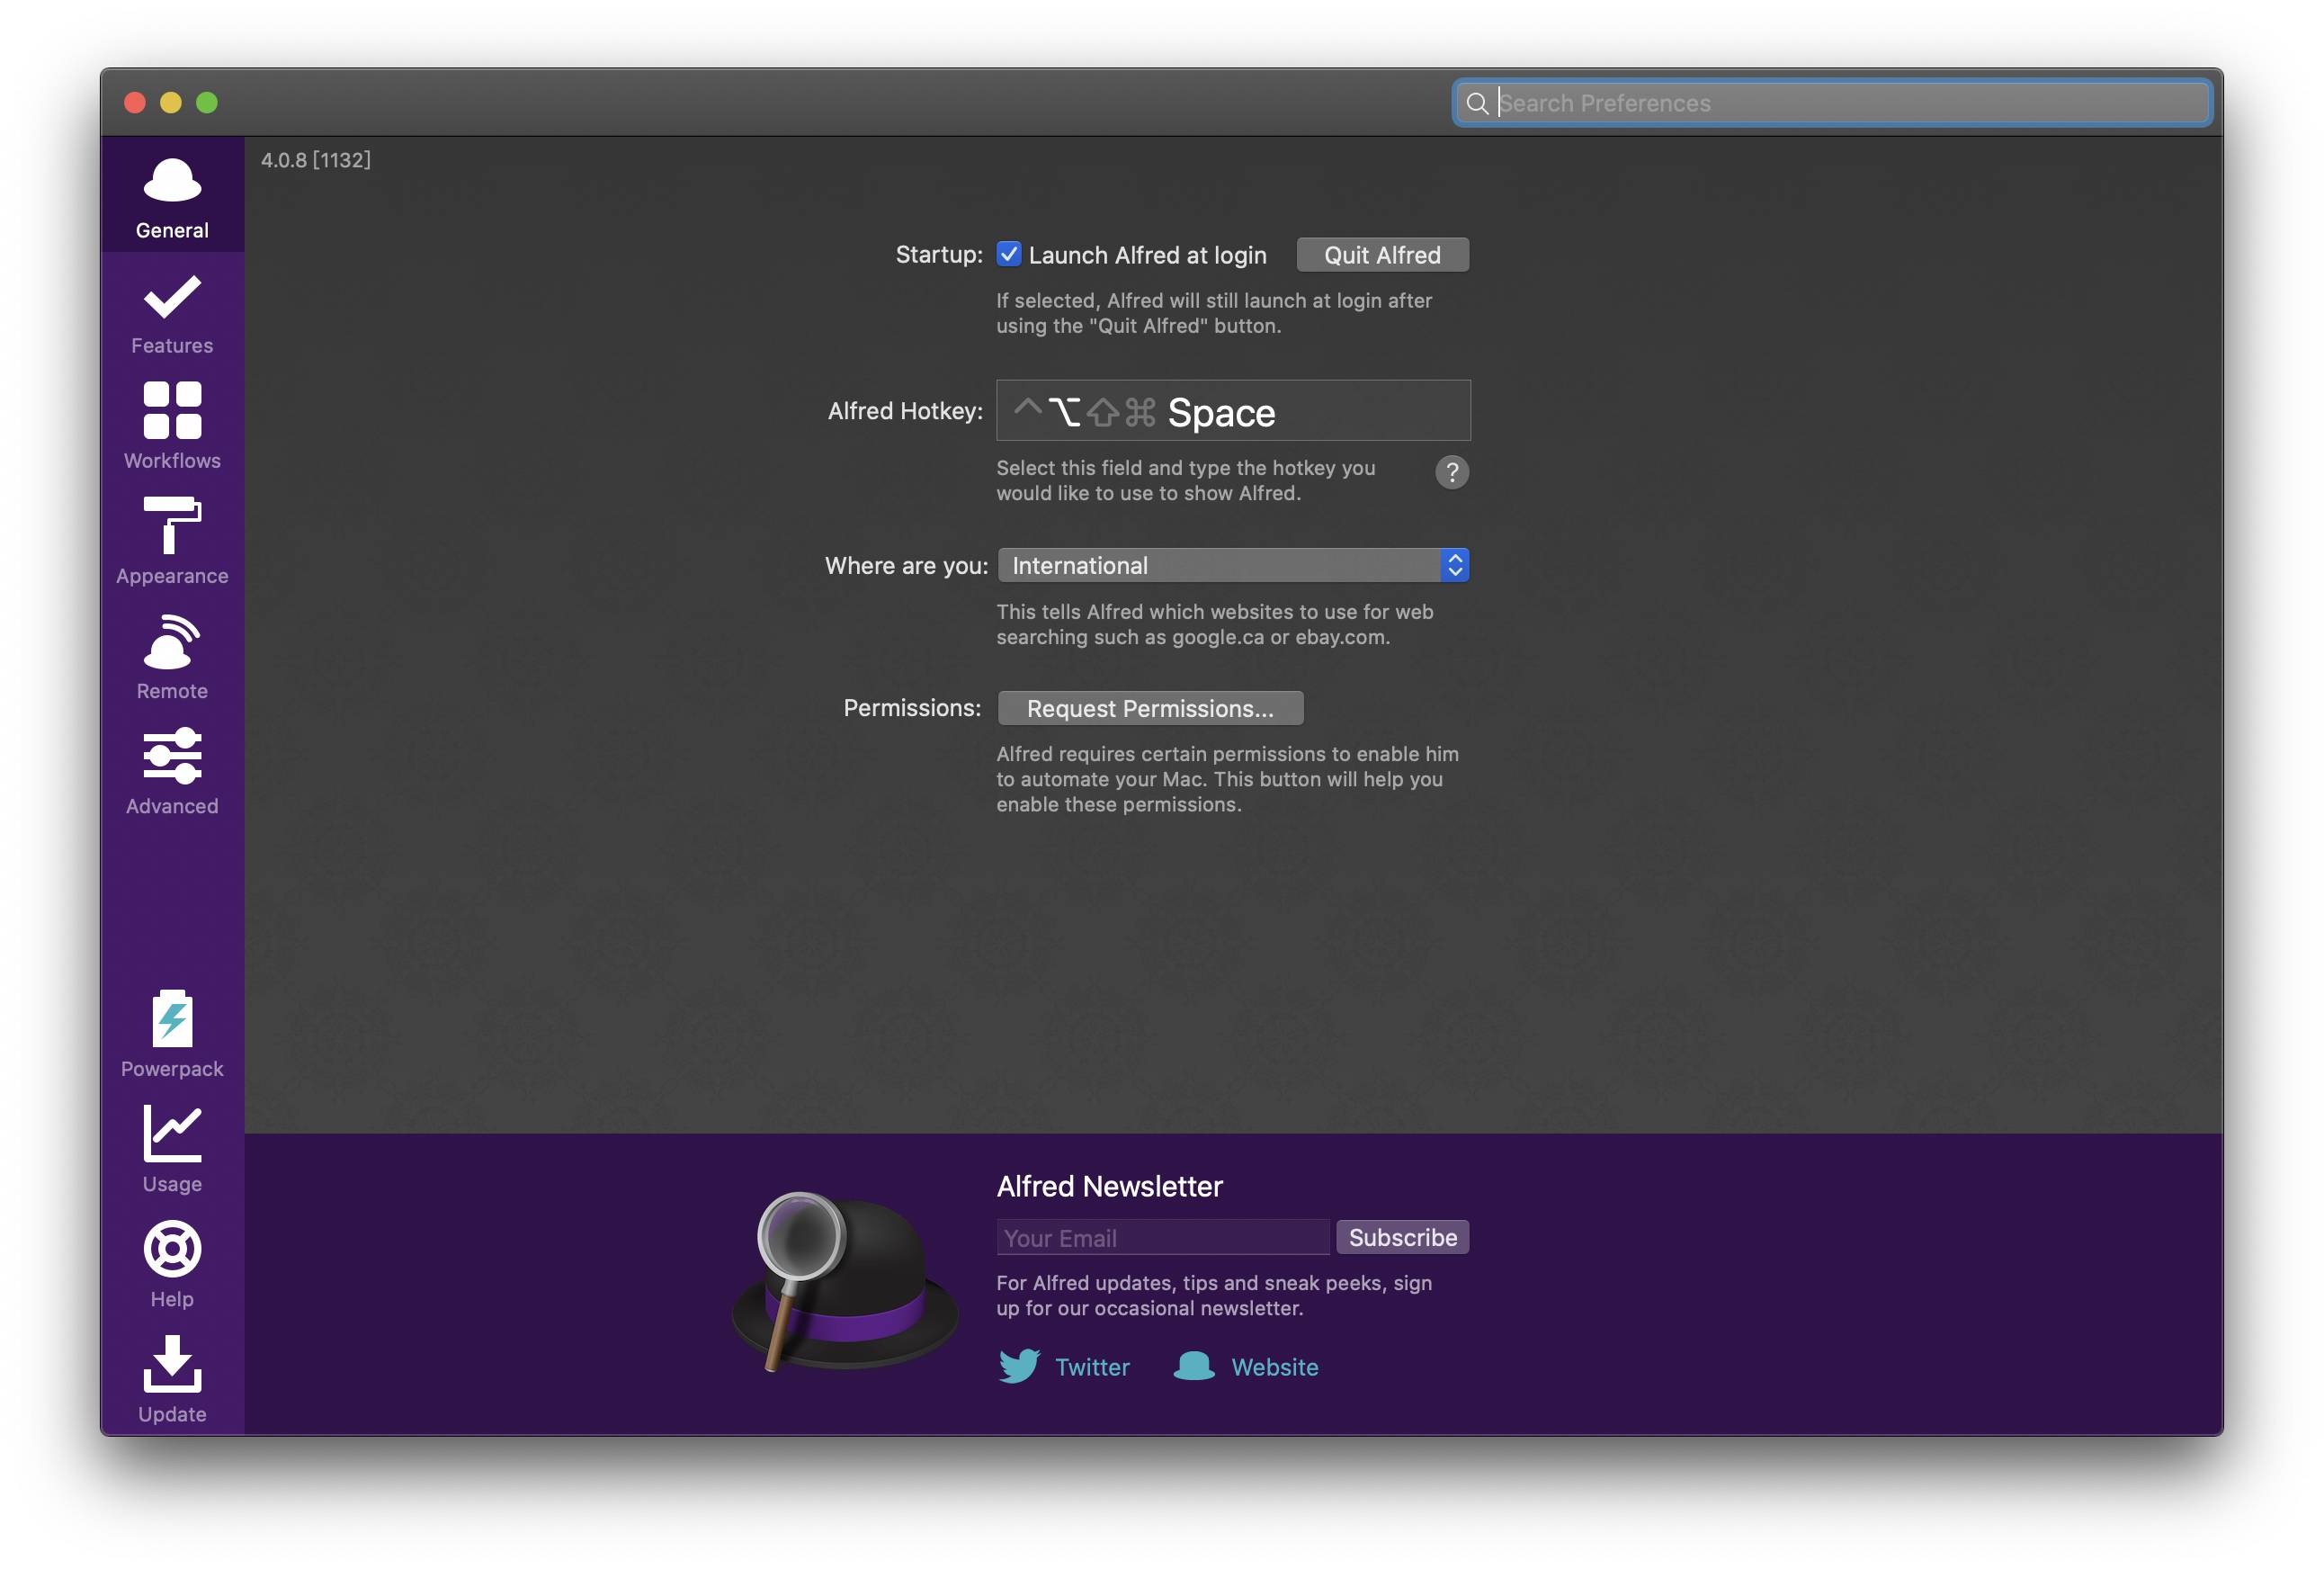 Search Preferences
4.0.8 [1132]
General
Features
Workflows
Appearance
Remote
Advanced
Powerpack
Usage
Help
Update
Startup: Launch Alfred at login Quit Alfred
If selected, Alfred will still launch at login after
using the "Quit Alfred" button.
Alfred Hotkey: ^⌥⇧⌘ Space
Select this field and type the hotkey you
would like to use to show Alfred.
?
Where are you: International
This tells Alfred which websites to use for web
searching such as google.ca or ebay.com.
Permissions: Request Permissions...
Alfred requires certain permissions to enable him
to automate your Mac. This button will help you
enable these permissions.
Alfred Newsletter
Your Email Subscribe
For Alfred updates, tips and sneak peeks, sign
up for our occasional newsletter.
Twitter Website